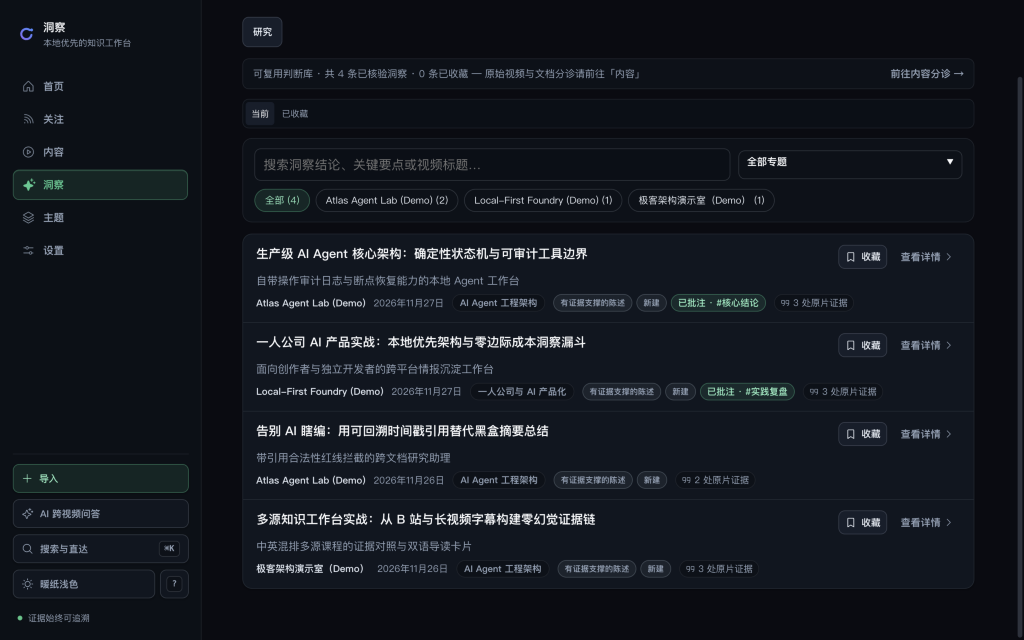 洞察
本地优先的知识工作台
首页
关注
内容
洞察
主题
设置
导入
AI 跨视频问答
搜索与直达 ⌘K
暖纸浅色 ?
证据始终可追溯
研究
可复用判断库 · 共 4 条已核验洞察 · 0 条已收藏 — 原始视频与文档分诊请前往「内容」 前往内容分诊 →
当前 已收藏
搜索洞察结论、关键要点或视频标题… 全部专题 ▼
全部 (4) Atlas Agent Lab (Demo) (2) Local-First Foundry (Demo) (1) 极客架构演示室 (Demo) (1)
生产级 AI Agent 核心架构：确定性状态机与可审计工具边界 收藏 查看详情
自带操作审计日志与断点恢复能力的本地 Agent 工作台
Atlas Agent Lab (Demo) 2026年11月27日 AI Agent 工程架构 有证据支撑的陈述 新建 已批注 · #核心结论 3 处原片证据
一人公司 AI 产品实战：本地优先架构与零边际成本洞察漏斗 收藏 查看详情
面向创作者与独立开发者的跨平台情报沉淀工作台
Local-First Foundry (Demo) 2026年11月27日 一人公司与 AI 产品化 有证据支撑的陈述 新建 已批注 · #实践复盘 3 处原片证据
告别 AI 瞎编：用可回溯时间戳引用替代黑盒摘要总结 收藏 查看详情
带引用合法性红线拦截的跨文档研究助理
Atlas Agent Lab (Demo) 2026年11月26日 AI Agent 工程架构 有证据支撑的陈述 新建 2 处原片证据
多源知识工作台实战：从 B 站与长视频字幕构建零幻觉证据链 收藏 查看详情
中英混排多源课程的证据对照与双语导读卡片
极客架构演示室 (Demo) 2026年11月26日 AI Agent 工程架构 有证据支撑的陈述 新建 3 处原片证据